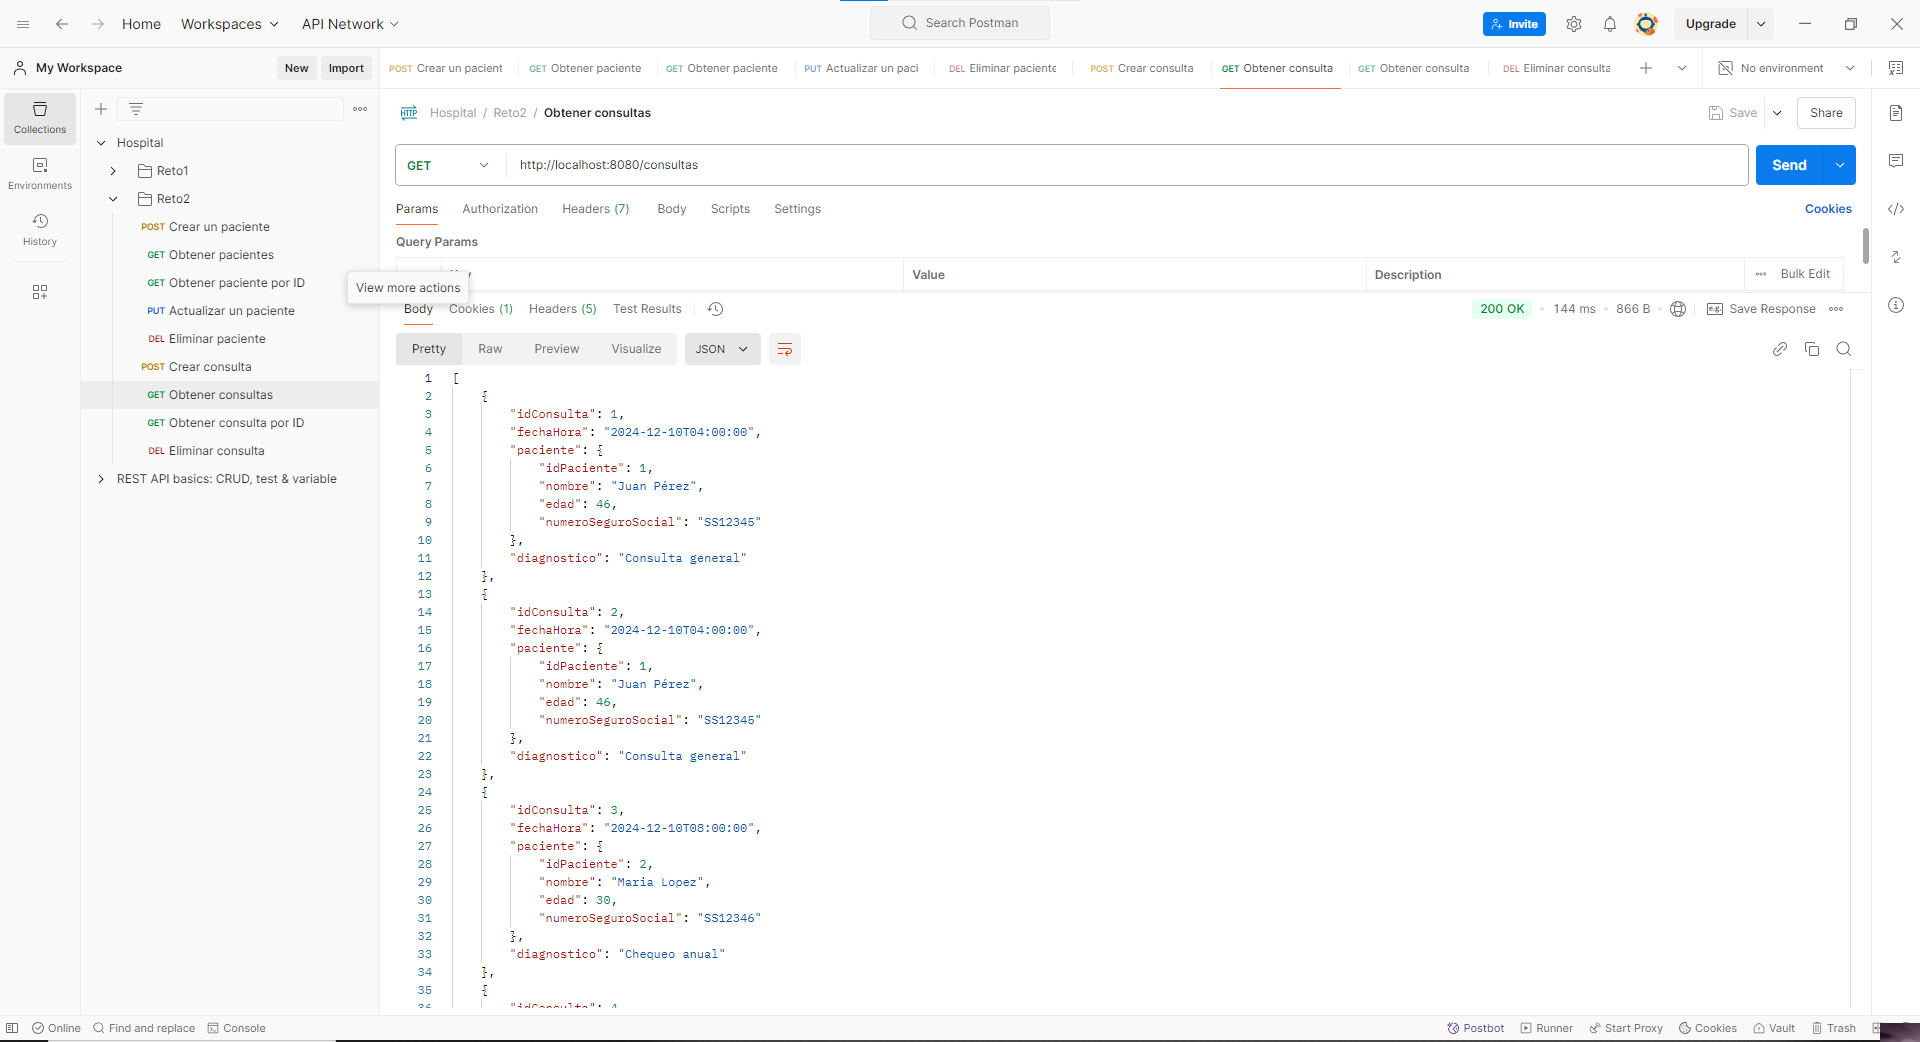 Home Workspaces API Network Search Postman Invite Upgrade
My Workspace New Import POST Crear un pacient GET Obtener paciente GET Obtener paciente PUT Actualizar un paci DEL Eliminar paciente POST Crear consulta GET Obtener consulta GET Obtener consulta DEL Eliminar consulta No environment
Collections
Environments
History
Hospital
Reto1
Reto2
POST Crear un paciente
GET Obtener pacientes
GET Obtener paciente por ID
PUT Actualizar un paciente
DEL Eliminar paciente
POST Crear consulta
GET Obtener consultas
GET Obtener consulta por ID
DEL Eliminar consulta
REST API basics: CRUD, test & variable
HTTP Hospital / Reto2 / Obtener consultas Save Share
GET http://localhost:8080/consultas Send
Params Authorization Headers (7) Body Scripts Settings Cookies
Query Params
Value Description Bulk Edit
View more actions
Body Cookies (1) Headers (5) Test Results 200 OK 144 ms 866 B e.g. Save Response
Pretty Raw Preview Visualize JSON
1 [
2 {
3 "idConsulta": 1,
4 "fechaHora": "2024-12-10T04:00:00",
5 "paciente": {
6 "idPaciente": 1,
7 "nombre": "Juan Pérez",
8 "edad": 46,
9 "numeroSeguroSocial": "SS12345"
10 },
11 "diagnostico": "Consulta general"
12 },
13 {
14 "idConsulta": 2,
15 "fechaHora": "2024-12-10T04:00:00",
16 "paciente": {
17 "idPaciente": 1,
18 "nombre": "Juan Pérez",
19 "edad": 46,
20 "numeroSeguroSocial": "SS12345"
21 },
22 "diagnostico": "Consulta general"
23 },
24 {
25 "idConsulta": 3,
26 "fechaHora": "2024-12-10T08:00:00",
27 "paciente": {
28 "idPaciente": 2,
29 "nombre": "Maria Lopez",
30 "edad": 30,
31 "numeroSeguroSocial": "SS12346"
32 },
33 "diagnostico": "Chequeo anual"
34 },
35 {
36 "idConsulta": 4
Online Find and replace Console Postbot Runner Start Proxy Cookies Vault Trash